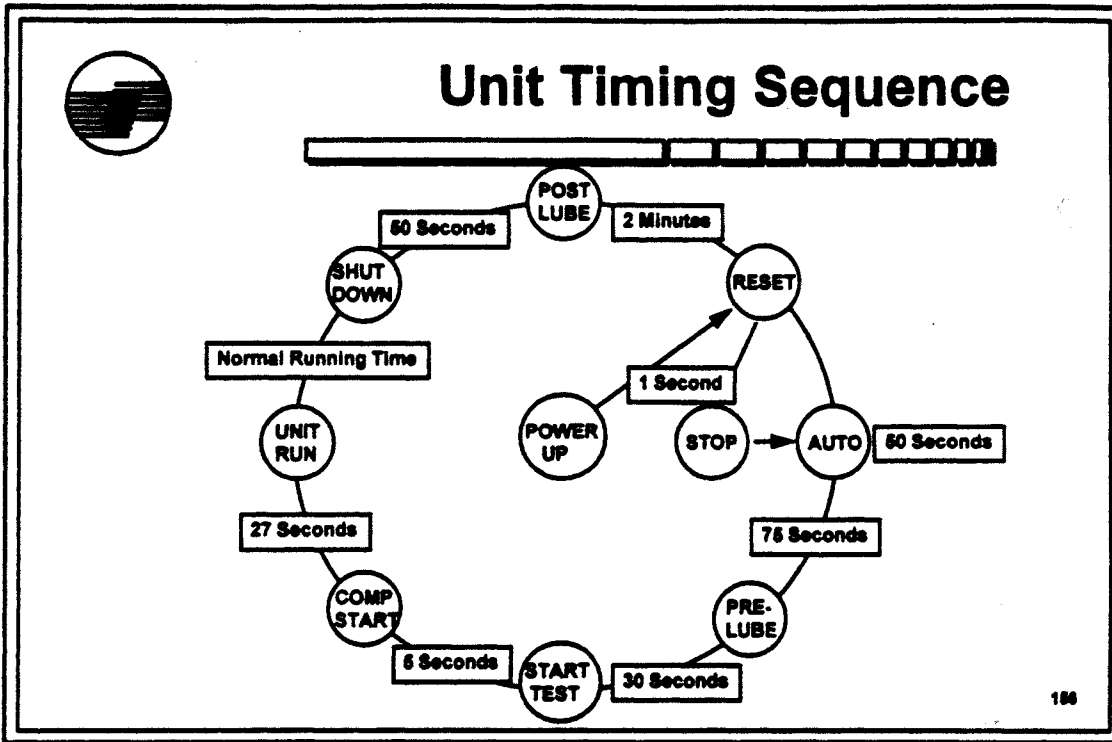 Unit Timing Sequence
POST
LUBE
50 Seconds
2 Minutes
SHUT
DOWN
RESET
Normal Running Time
1 Second
UNIT
RUN
POWER
UP
STOP
AUTO
50 Seconds
27 Seconds
75 Seconds
COMP
START
PRE-
LUBE
5 Seconds
START
TEST
30 Seconds
156